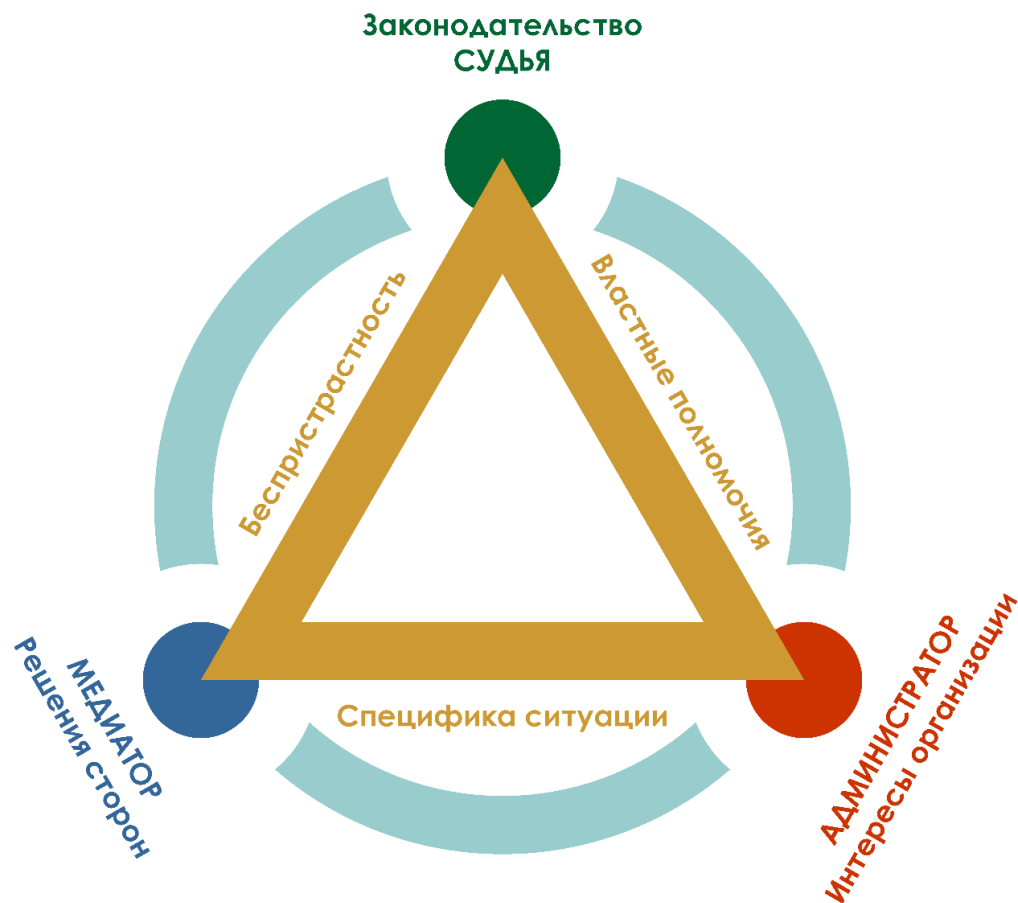 Законодательство
СУДЬЯ
Беспристрастность
Властные полномочия
Специфика ситуации
МЕДИАТОР
Решения сторон
АДМИНИСТРАТОР
Интересы организации